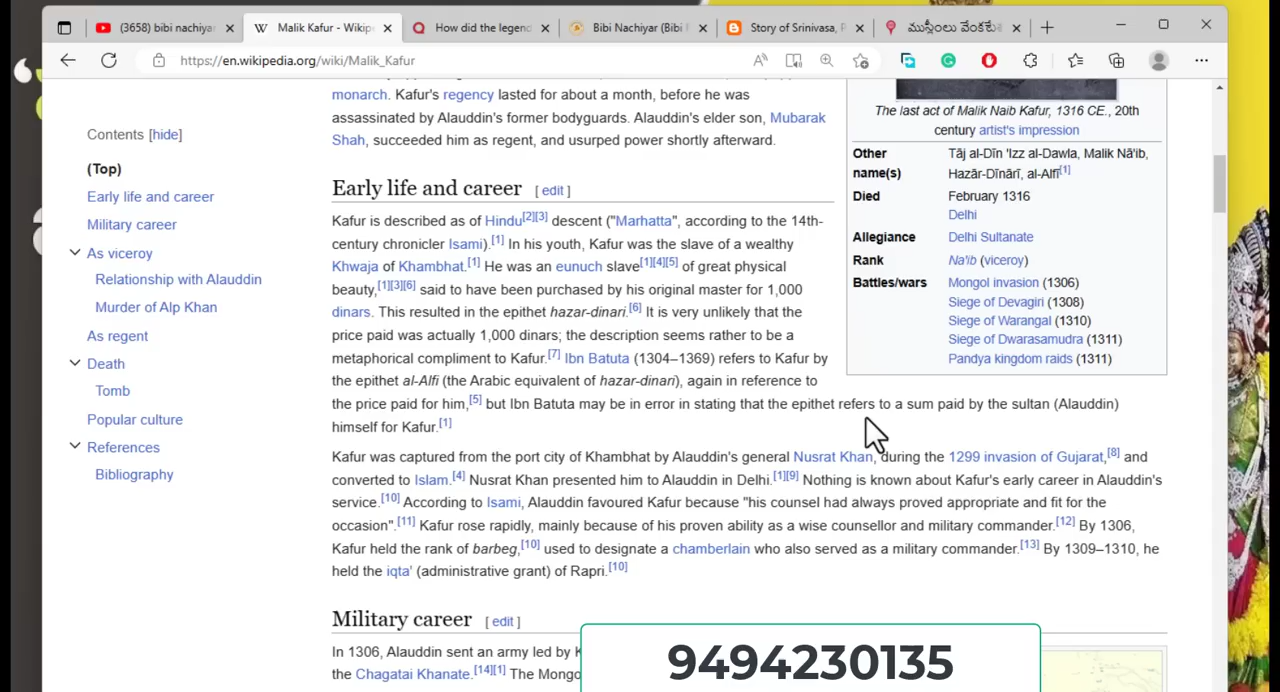 (3658) bibi nachiyar
Malik Kafur - Wikipe
How did the legend
Bibi Nachiyar (Bibi
Story of Srinivasa,
ముస్లింలు వేంకటే
https://en.wikipedia.org/wiki/Malik_Kafur
monarch. Kafur's regency lasted for about a month, before he was
assassinated by Alauddin's former bodyguards. Alauddin's elder son, Mubarak
Shah, succeeded him as regent, and usurped power shortly afterward.
The last act of Malik Naib Kafur, 1316 CE., 20th
century artist's impression
Other name(s) Tāj al-Dīn 'Izz al-Dawla, Malik Nā'ib,
Hazār-Dīnārī, al-Alfī[1]
Died February 1316
Delhi
Allegiance Delhi Sultanate
Rank Na'ib (viceroy)
Battles/wars Mongol invasion (1306)
Siege of Devagiri (1308)
Siege of Warangal (1310)
Siege of Dwarasamudra (1311)
Pandya kingdom raids (1311)
Contents [hide]
(Top)
Early life and career
Military career
As viceroy
Relationship with Alauddin
Murder of Alp Khan
As regent
Death
Tomb
Popular culture
References
Bibliography
Early life and career [ edit ]
Kafur is described as of Hindu[2][3] descent ("Marhatta", according to the 14th-
century chronicler Isami).[1] In his youth, Kafur was the slave of a wealthy
Khwaja of Khambhat.[1] He was an eunuch slave[1][4][5] of great physical
beauty,[1][3][6] said to have been purchased by his original master for 1,000
dinars. This resulted in the epithet hazar-dinari.[6] It is very unlikely that the
price paid was actually 1,000 dinars; the description seems rather to be a
metaphorical compliment to Kafur.[7] Ibn Batuta (1304–1369) refers to Kafur by
the epithet al-Alfi (the Arabic equivalent of hazar-dinari), again in reference to
the price paid for him,[5] but Ibn Batuta may be in error in stating that the epithet refers to a sum paid by the sultan (Alauddin)
himself for Kafur.[1]
Kafur was captured from the port city of Khambhat by Alauddin's general Nusrat Khan, during the 1299 invasion of Gujarat,[8] and
converted to Islam.[4] Nusrat Khan presented him to Alauddin in Delhi.[1][9] Nothing is known about Kafur's early career in Alauddin's
service.[10] According to Isami, Alauddin favoured Kafur because "his counsel had always proved appropriate and fit for the
occasion".[11] Kafur rose rapidly, mainly because of his proven ability as a wise counsellor and military commander.[12] By 1306,
Kafur held the rank of barbeg,[10] used to designate a chamberlain who also served as a military commander.[13] By 1309–1310, he
held the iqta' (administrative grant) of Rapri.[10]
Military career [ edit ]
In 1306, Alauddin sent an army led by K
the Chagatai Khanate.[14][1] The Mongo
9494230135